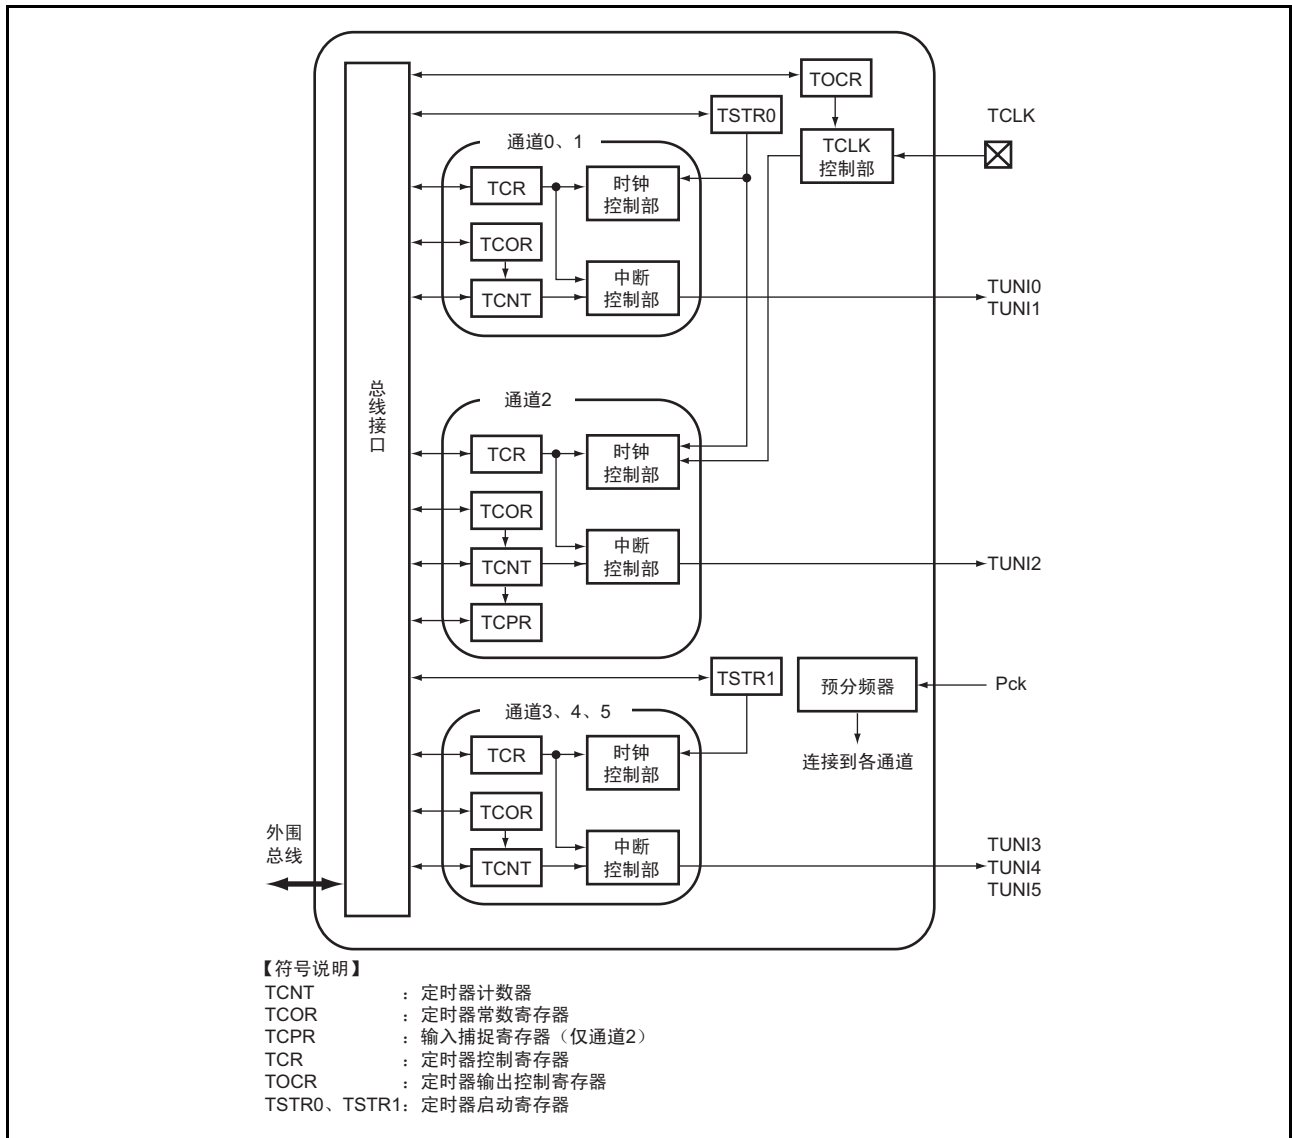 TOCR
TSTR0
TCLK
TCLK
控制部
通道0、1
TCR
时钟
控制部
TCOR
中断
控制部
TCNT
TUNI0
TUNI1
总线接口
通道2
TCR
时钟
控制部
TCOR
中断
控制部
TCNT
TUNI2
TCPR
TSTR1
预分频器
Pck
通道3、4、5
TCR
时钟
控制部
连接到各通道
TCOR
外围
总线
中断
控制部
TCNT
TUNI3
TUNI4
TUNI5
【符号说明】
TCNT ：定时器计数器
TCOR ：定时器常数寄存器
TCPR ：输入捕捉寄存器（仅通道2）
TCR ：定时器控制寄存器
TOCR ：定时器输出控制寄存器
TSTR0、TSTR1：定时器启动寄存器